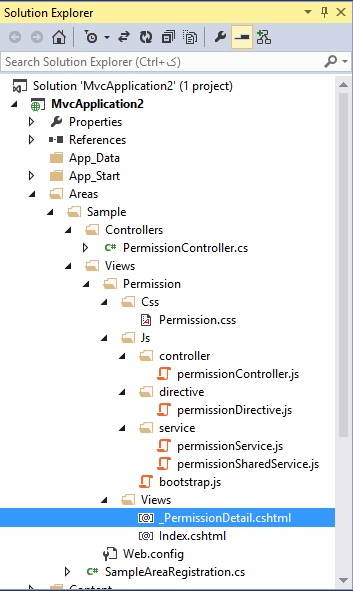 Solution Explorer
Search Solution Explorer (Ctrl+ک)
Solution 'MvcApplication2' (1 project)
MvcApplication2
Properties
References
App_Data
App_Start
Areas
Sample
Controllers
C# PermissionController.cs
Views
Permission
Css
Permission.css
Js
controller
permissionController.js
directive
permissionDirective.js
service
permissionService.js
permissionSharedService.js
bootstrap.js
Views
[@] _PermissionDetail.cshtml
[@] Index.cshtml
Web.config
C# SampleAreaRegistration.cs
Content